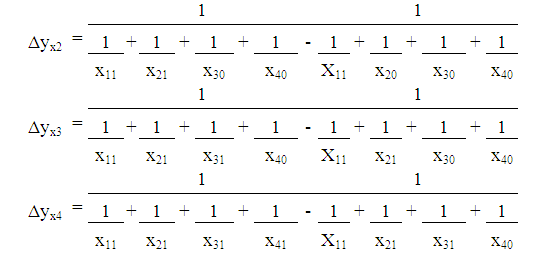 1 1
Δyx2 = 1 + 1 + 1 + 1 - 1 + 1 + 1 + 1
x11 x21 x30 x40 X11 x20 x30 x40
1 1
Δyx3 = 1 + 1 + 1 + 1 - 1 + 1 + 1 + 1
x11 x21 x31 x40 X11 x21 x30 x40
1 1
Δyx4 = 1 + 1 + 1 + 1 - 1 + 1 + 1 + 1
x11 x21 x31 x41 X11 x21 x31 x40